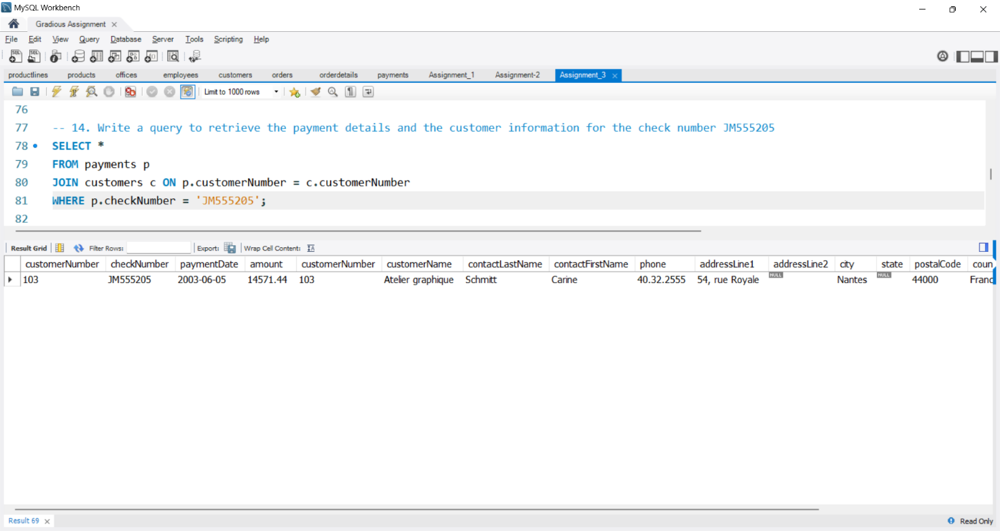 MySQL Workbench
Gradious Assignment
File Edit View Query Database Server Tools Scripting Help
productlines products offices employees customers orders orderdetails payments Assignment_1 Assignment-2 Assignment_3
Limit to 1000 rows
76
77 -- 14. Write a query to retrieve the payment details and the customer information for the check number JM555205
78 SELECT *
79 FROM payments p
80 JOIN customers c ON p.customerNumber = c.customerNumber
81 WHERE p.checkNumber = 'JM555205';
82
Result Grid Filter Rows: Export: Wrap Cell Content:
customerNumber checkNumber paymentDate amount customerNumber customerName contactLastName contactFirstName phone addressLine1 addressLine2 city state postalCode coun
103 JM555205 2003-06-05 14571.44 103 Atelier graphique Schmitt Carine 40.32.2555 54, rue Royale NULL Nantes NULL 44000 Franc
Result 69 Read Only